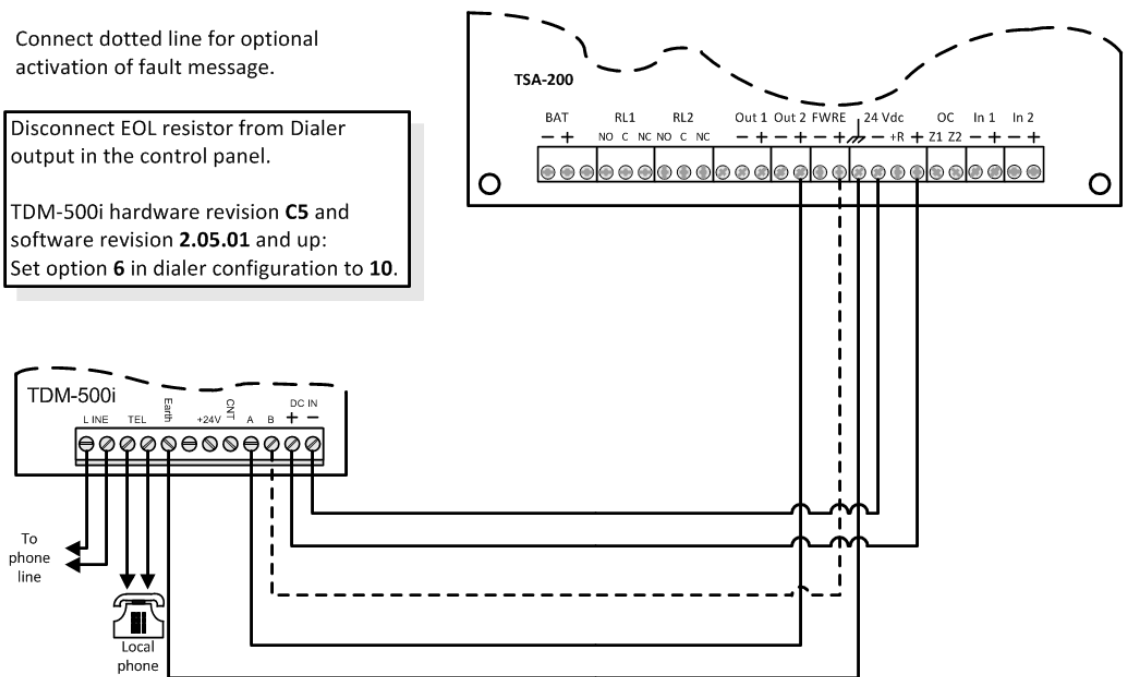 Connect dotted line for optional
activation of fault message.
Disconnect EOL resistor from Dialer
output in the control panel.
TDM-500i hardware revision C5 and
software revision 2.05.01 and up:
Set option 6 in dialer configuration to 10.
TSA-200
BAT RL1 RL2 Out 1 Out 2 FWRE 24 Vdc OC In 1 In 2
− + NO C NC NO C NC − + − + − + − +R + Z1 Z2 − + − +
TDM-500i
LINE TEL Earth +24V CNT A B DC IN
+ −
To
phone
line
Local
phone